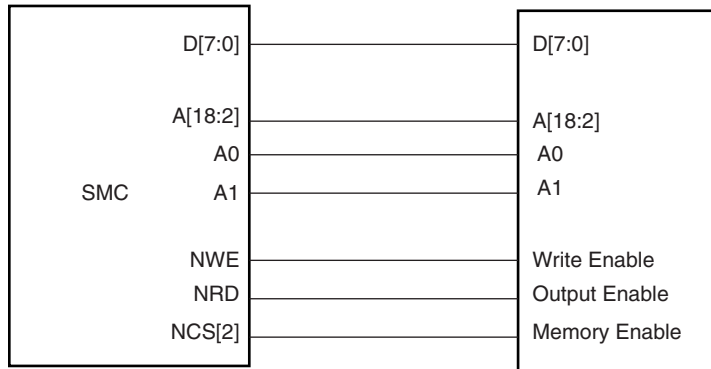 D[7:0] D[7:0]
A[18:2] A[18:2]
A0 A0
SMC A1 A1
NWE Write Enable
NRD Output Enable
NCS[2] Memory Enable